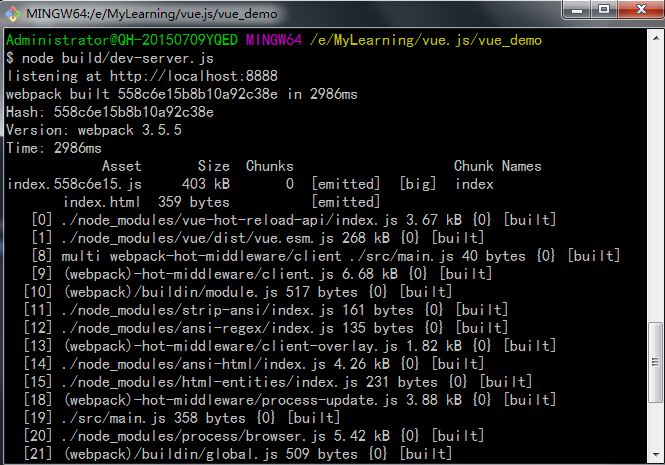 MINGW64:/e/MyLearning/vue.js/vue_demo
Administrator@QH-20150709YQED MINGW64 /e/MyLearning/vue.js/vue_demo
$ node build/dev-server.js
listening at http://localhost:8888
webpack built 558c6e15b8b10a92c38e in 2986ms
Hash: 558c6e15b8b10a92c38e
Version: webpack 3.5.5
Time: 2986ms
Asset Size Chunks Chunk Names
index.558c6e15.js 403 kB 0 [emitted] [big] index
index.html 359 bytes [emitted]
[0] ./node_modules/vue-hot-reload-api/index.js 3.67 kB {0} [built]
[1] ./node_modules/vue/dist/vue.esm.js 268 kB {0} [built]
[8] multi webpack-hot-middleware/client ./src/main.js 40 bytes {0} [built]
[9] (webpack)-hot-middleware/client.js 6.68 kB {0} [built]
[10] (webpack)/buildin/module.js 517 bytes {0} [built]
[11] ./node_modules/strip-ansi/index.js 161 bytes {0} [built]
[12] ./node_modules/ansi-regex/index.js 135 bytes {0} [built]
[13] (webpack)-hot-middleware/client-overlay.js 1.82 kB {0} [built]
[14] ./node_modules/ansi-html/index.js 4.26 kB {0} [built]
[15] ./node_modules/html-entities/index.js 231 bytes {0} [built]
[18] (webpack)-hot-middleware/process-update.js 3.88 kB {0} [built]
[19] ./src/main.js 358 bytes {0} [built]
[20] ./node_modules/process/browser.js 5.42 kB {0} [built]
[21] (webpack)/buildin/global.js 509 bytes {0} [built]